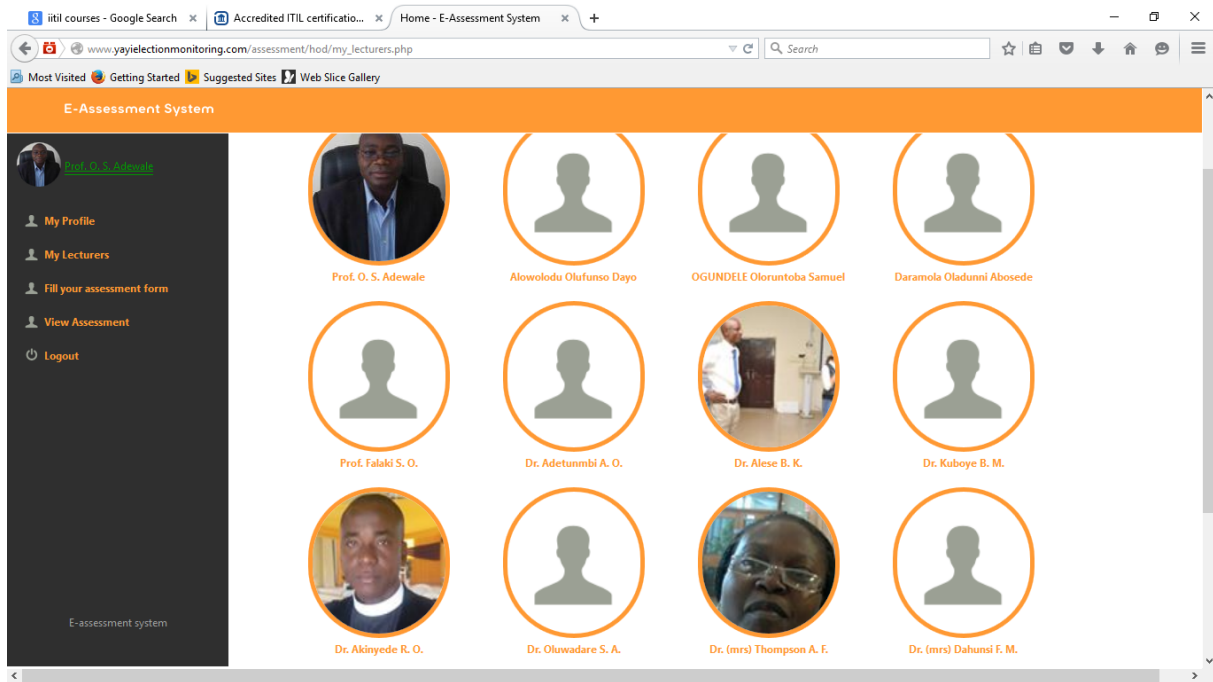 iitil courses - Google Search
Accredited ITIL certificatio...
Home - E-Assessment System
www.yayielectionmonitoring.com/assessment/hod/my_lecturers.php
Search
Most Visited Getting Started Suggested Sites Web Slice Gallery
E-Assessment System
Prof. O. S. Adewale
My Profile
My Lecturers
Fill your assessment form
View Assessment
Logout
E-assessment system
Prof. O. S. Adewale
Alowolodu Olufunso Dayo
OGUNDELE Oloruntoba Samuel
Daramola Oladunni Abosede
Prof. Falaki S. O.
Dr. Adetunmbi A. O.
Dr. Alese B. K.
Dr. Kuboye B. M.
Dr. Akinyede R. O.
Dr. Oluwadare S. A.
Dr. (mrs) Thompson A. F.
Dr. (mrs) Dahunsi F. M.